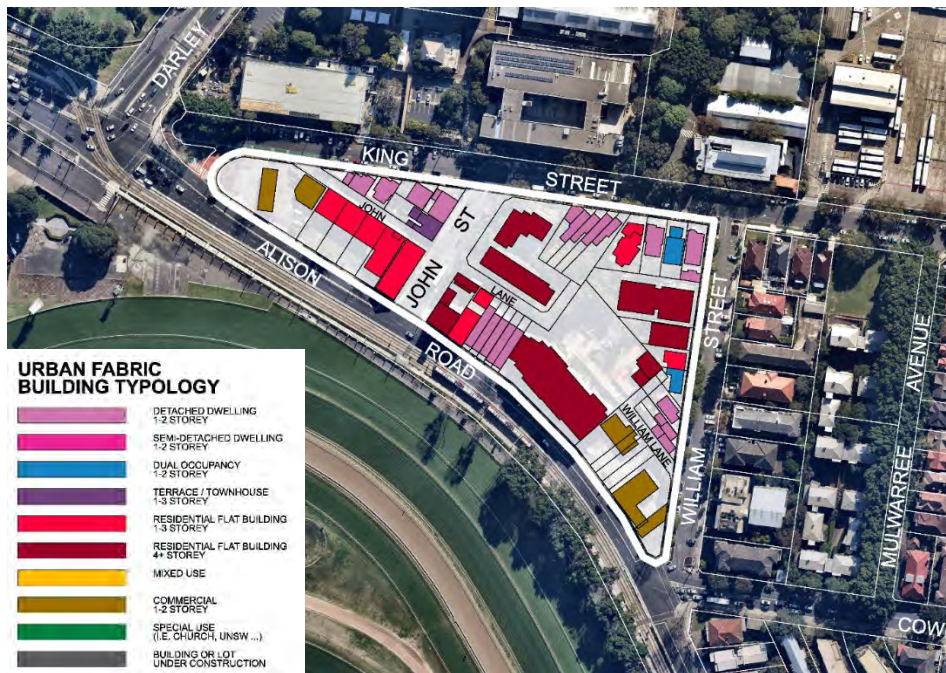 DARLEY
KING
STREET
JOHN
JOHN
ST
ALISON
LANE
ROAD
STREET
WILLIAM LANE
WILLIAM
MULWARREE AVENUE
COW
URBAN FABRIC
BUILDING TYPOLOGY
DETACHED DWELLING
1-2 STOREY
SEMI-DETACHED DWELLING
1-2 STOREY
DUAL OCCUPANCY
1-2 STOREY
TERRACE / TOWNHOUSE
1-3 STOREY
RESIDENTIAL FLAT BUILDING
1-3 STOREY
RESIDENTIAL FLAT BUILDING
4+ STOREY
MIXED USE
COMMERCIAL
1-2 STOREY
SPECIAL USE
(I.E. CHURCH, UNSW ...)
BUILDING OR LOT
UNDER CONSTRUCTION